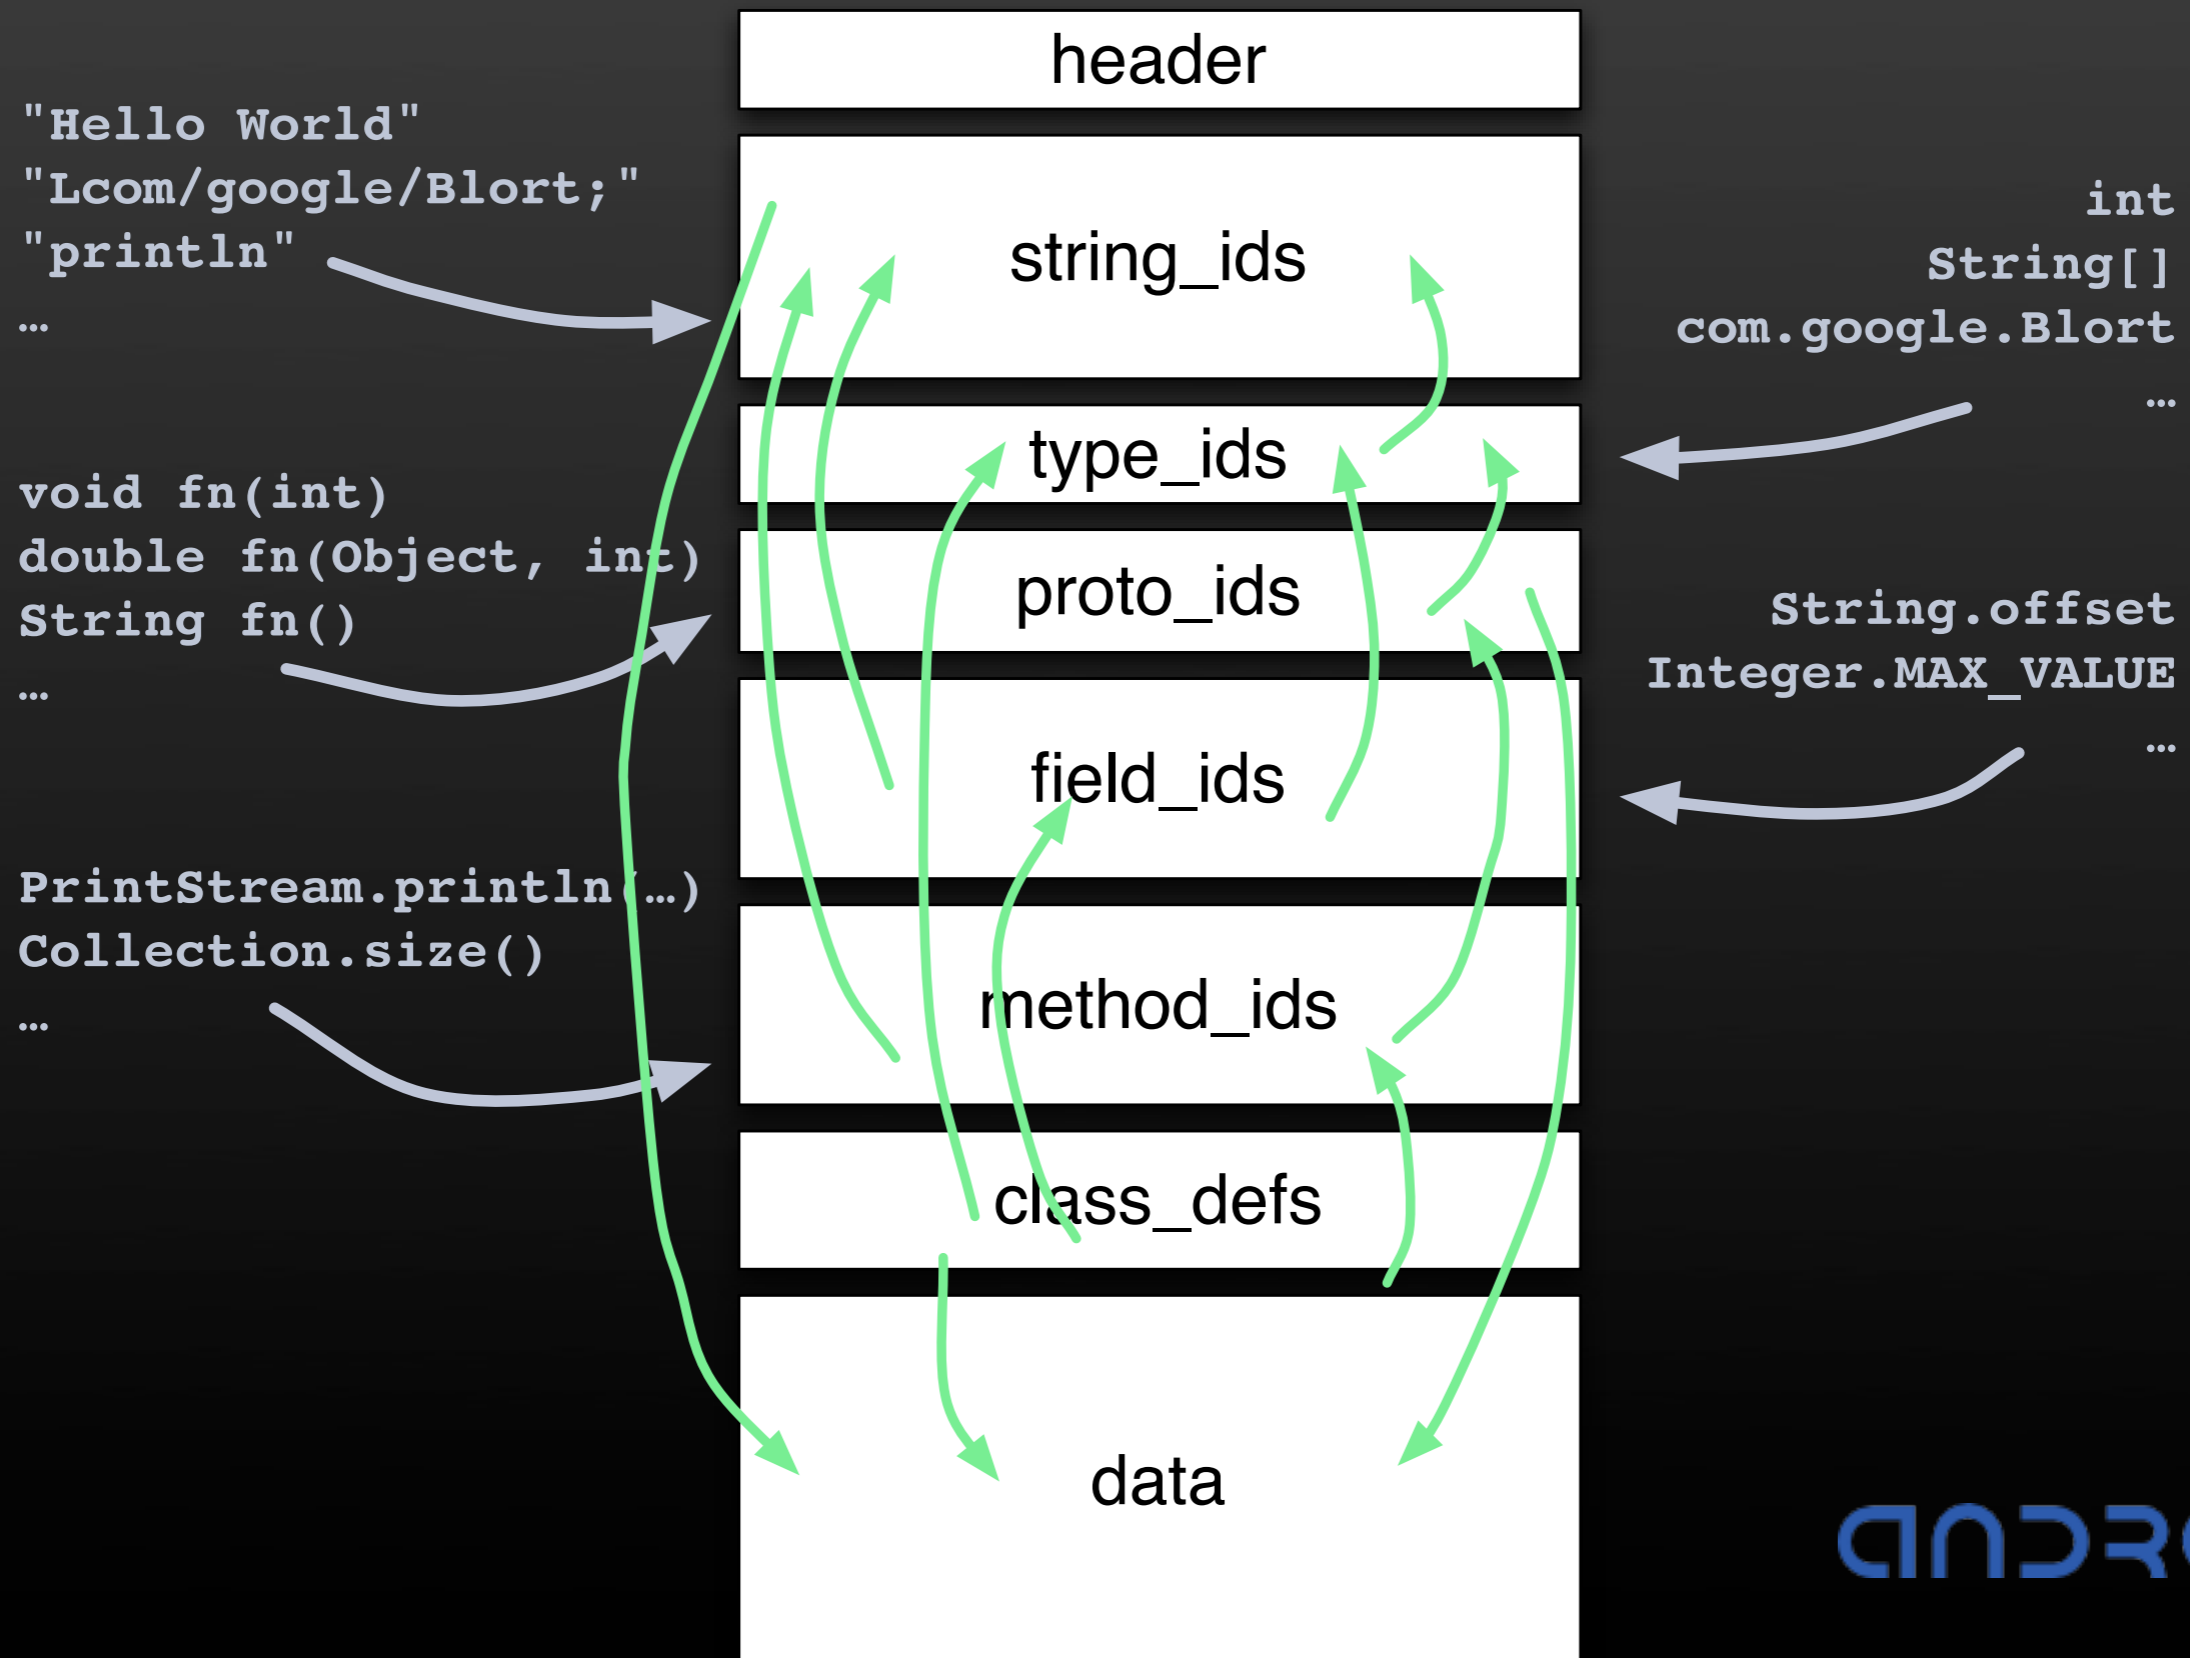 header
"Hello World"
"Lcom/google/Blort;"
"println"
…
string_ids
int
String[]
com.google.Blort
…
type_ids
void fn(int)
double fn(Object, int)
String fn()
…
proto_ids
String.offset
Integer.MAX_VALUE
…
field_ids
PrintStream.println(…)
Collection.size()
…
method_ids
class_defs
data
ANDR